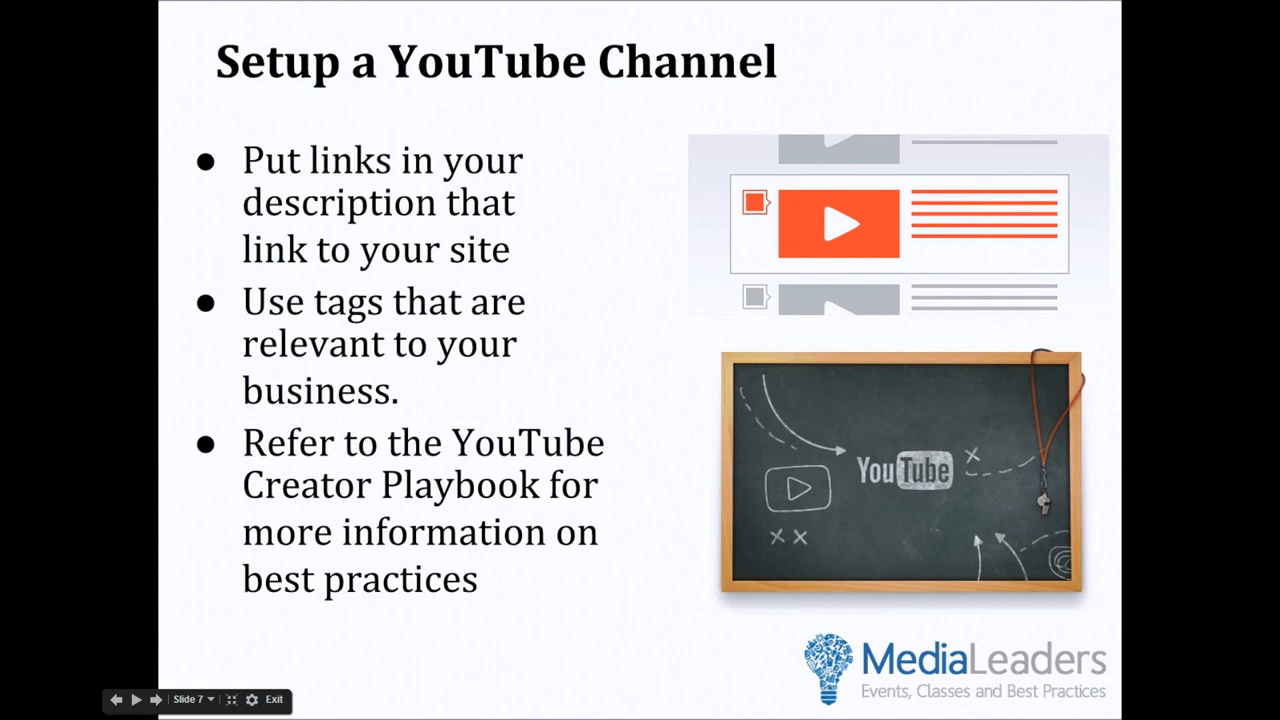 Setup a YouTube Channel
● Put links in your
description that
link to your site
● Use tags that are
relevant to your
business.
● Refer to the YouTube
Creator Playbook for
more information on
best practices
YouTube
MediaLeaders
Events, Classes and Best Practices
Slide 7
Exit